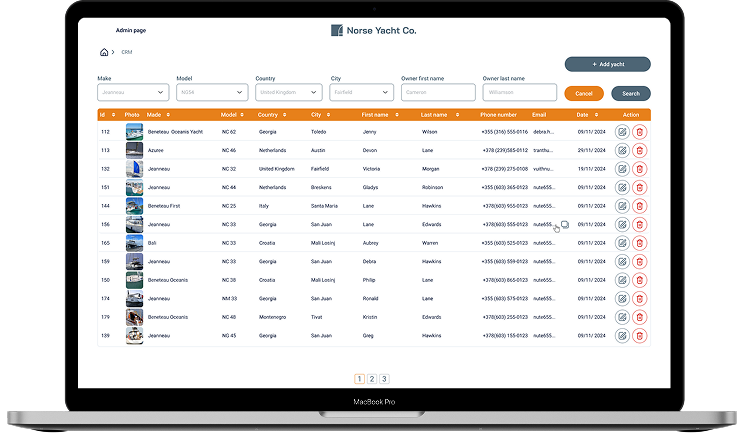 Admin page
Norse Yacht Co.
CRM
+ Add yacht
Make Model Country City Owner first name Owner last name
Jeanneau NG54 United Kingdom Fairfield Cameron Williamson Cancel Search
Id Photo Made Model Country City First name Last name Phone number Email Date Action
112 Beneteau Oceanis Yacht NC 62 Georgia Toledo Jenny Wilson +355 (316) 555-0116 debra.h... 09/11/ 2024
113 Azuree NC 46 Netherlands Austin Devon Lane +378 (239)585-0112 tranthu... 29/11/ 2024
132 Jeanneau NC 32 United Kingdom Fairfield Victoria Morgan +378 (239) 275-0108 vuithnu... 19/11/ 2024
151 Jeanneau NC 44 Netherlands Breskens Gladys Robinson +355 (603) 365-0123 nute655... 09/11/ 2024
144 Beneteau First NC 25 Italy Santa Maria Lane Hawkins +378(603) 955-0123 nute655... 09/11/ 2024
156 Jeanneau NC 33 Georgia San Juan Lane Edwards +378(603) 555-0123 nute655... 09/11/ 2024
165 Bali NC 33 Croatia Mali Losinj Aubrey Warren +355 (603) 525-0123 nute655... 09/11/ 2024
159 Jeanneau NC 33 Georgia San Juan Debra Hawkins +355 (603) 559-0123 nute655... 09/11/ 2024
150 Beneteau Oceanis NC 38 Croatia Mali Losinj Philip Lane +378(603) 865-0123 nute655... 09/11/ 2024
174 Jeanneau NM 33 Georgia San Juan Ronald Lane +355 (603) 575-0123 nute655... 09/11/ 2024
179 Beneteau Oceanis NC 48 Montenegro Tivat Kristin Edwards +378(603) 255-0123 nute655... 09/11/ 2024
139 Jeanneau NG 45 Georgia San Juan Greg Hawkins +378(603) 155-0123 nute655... 09/11/ 2024
1 2 3
MacBook Pro